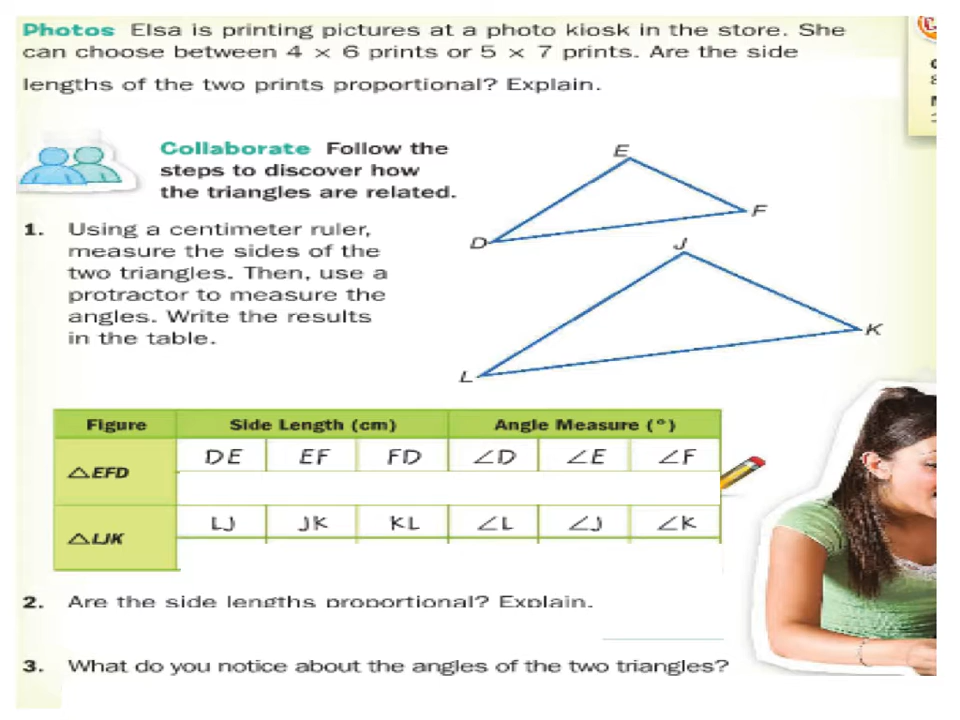 Photos Elsa is printing pictures at a photo kiosk in the store. She
can choose between 4 × 6 prints or 5 × 7 prints. Are the side
lengths of the two prints proportional? Explain.
Collaborate Follow the
steps to discover how
the triangles are related.
1. Using a centimeter ruler,
measure the sides of the
two triangles. Then, use a
protractor to measure the
angles. Write the results
in the table.
E
F
D
J
K
L
Figure Side Length (cm) Angle Measure (°)
△EFD DE EF FD ∠D ∠E ∠F
△LJK LJ JK KL ∠L ∠J ∠K
2. Are the side lengths proportional? Explain.
3. What do you notice about the angles of the two triangles?